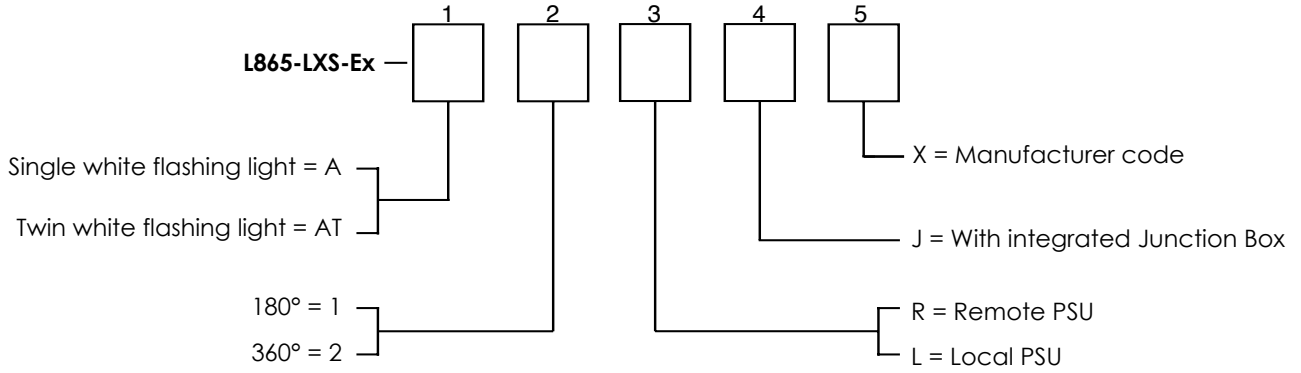 1 2 3 4 5
L865-LXS-Ex
Single white flashing light = A
Twin white flashing light = AT
180° = 1
360° = 2
X = Manufacturer code
J = With integrated Junction Box
R = Remote PSU
L = Local PSU